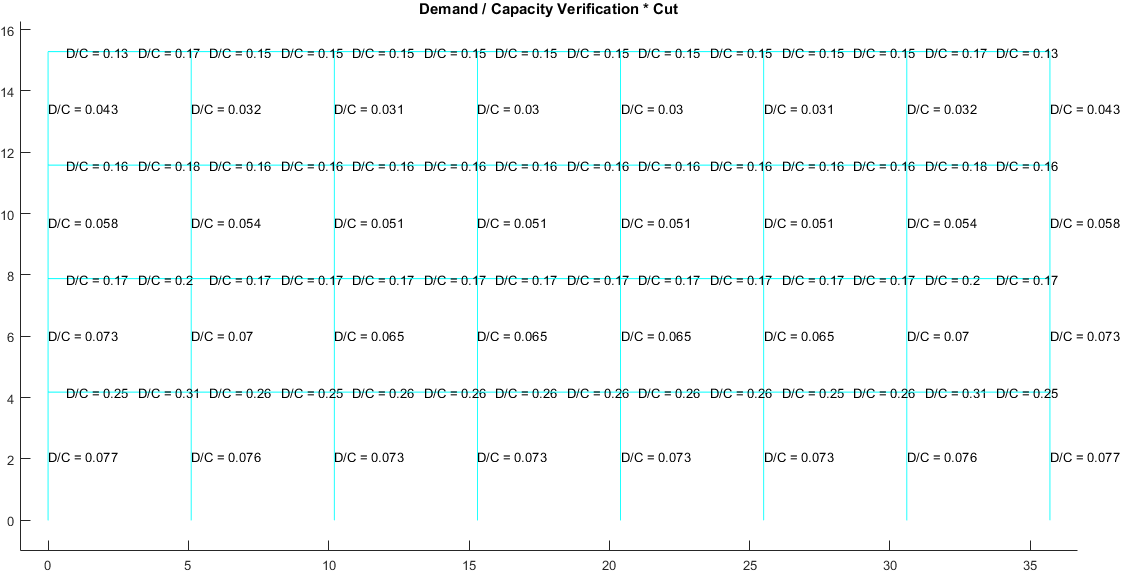 Demand / Capacity Verification * Cut
16
D/C = 0.13 D/C = 0.17 D/C = 0.15 D/C = 0.15 D/C = 0.15 D/C = 0.15 D/C = 0.15 D/C = 0.15 D/C = 0.15 D/C = 0.15 D/C = 0.15 D/C = 0.15 D/C = 0.17 D/C = 0.13
14
D/C = 0.043 D/C = 0.032 D/C = 0.031 D/C = 0.03 D/C = 0.03 D/C = 0.031 D/C = 0.032 D/C = 0.043
12
D/C = 0.16 D/C = 0.18 D/C = 0.16 D/C = 0.16 D/C = 0.16 D/C = 0.16 D/C = 0.16 D/C = 0.16 D/C = 0.16 D/C = 0.16 D/C = 0.16 D/C = 0.16 D/C = 0.18 D/C = 0.16
10
D/C = 0.058 D/C = 0.054 D/C = 0.051 D/C = 0.051 D/C = 0.051 D/C = 0.051 D/C = 0.054 D/C = 0.058
8
D/C = 0.17 D/C = 0.2 D/C = 0.17 D/C = 0.17 D/C = 0.17 D/C = 0.17 D/C = 0.17 D/C = 0.17 D/C = 0.17 D/C = 0.17 D/C = 0.17 D/C = 0.17 D/C = 0.2 D/C = 0.17
6
D/C = 0.073 D/C = 0.07 D/C = 0.065 D/C = 0.065 D/C = 0.065 D/C = 0.065 D/C = 0.07 D/C = 0.073
4
D/C = 0.25 D/C = 0.31 D/C = 0.26 D/C = 0.25 D/C = 0.26 D/C = 0.26 D/C = 0.26 D/C = 0.26 D/C = 0.26 D/C = 0.26 D/C = 0.25 D/C = 0.26 D/C = 0.31 D/C = 0.25
2
D/C = 0.077 D/C = 0.076 D/C = 0.073 D/C = 0.073 D/C = 0.073 D/C = 0.073 D/C = 0.076 D/C = 0.077
0
0 5 10 15 20 25 30 35